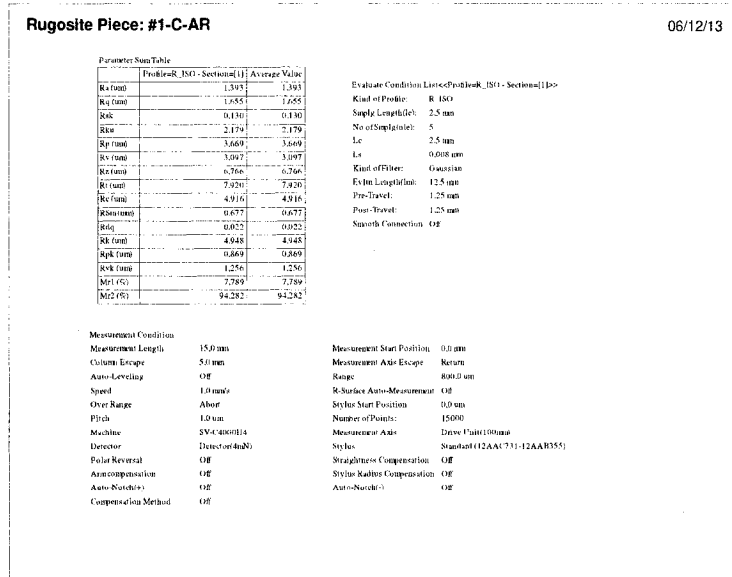 Rugosite Piece: #1-C-AR
06/12/13
Parameter SumTable
Profile=R_ISO - Section=[1] Average Value
Ra (um) 1.393 1.393
Rq (um) 1.655 1.655
Rsk 0.130 0.130
Rku 2.179 2.179
Rp (um) 3.669 3.669
Rv (um) 3.097 3.097
Rz (um) 6.766 6.766
Rt (um) 7.920 7.920
Rc (um) 4.916 4.916
RSm (mm) 0.677 0.677
Rdq 0.022 0.022
Rk (um) 4.948 4.948
Rpk (um) 0.869 0.869
Rvk (um) 1.256 1.256
Mr1 (%) 7.789 7.789
Mr2 (%) 94.282 94.282
Evaluate Condition List<<Profile=R_ISO - Section=[1]>>
Kind of Profile: R_ISO
Smplg Length(le): 2.5 mm
No of Smplg(nle): 5
Lc 2.5 mm
Ls 0.008 mm
Kind of Filter: Gaussian
Evltn Length(lm): 12.5 mm
Pre-Travel: 1.25 mm
Post-Travel: 1.25 mm
Smooth Connection Off
Measurement Condition
Measurement Length 15.0 mm
Column Escape 5.0 mm
Auto-Leveling Off
Speed 1.0 mm/s
Over Range Abort
Pitch 1.0 um
Machine SV-C4000H4
Detector Detector(4mN)
Polar Reversal Off
Arm compensation Off
Auto-Notch(+) Off
Compensation Method Off
Measurement Start Position 0.0 mm
Measurement Axis Escape Return
Range 800.0 um
R-Surface Auto-Measurement Off
Stylus Start Position 0.0 mm
Number of Points: 15000
Measurement Axis Drive Unit(100mm)
Stylus Standard (12AAC731-12AAB355)
Straightness Compensation Off
Stylus Radius Compensation Off
Auto-Notch(-) Off